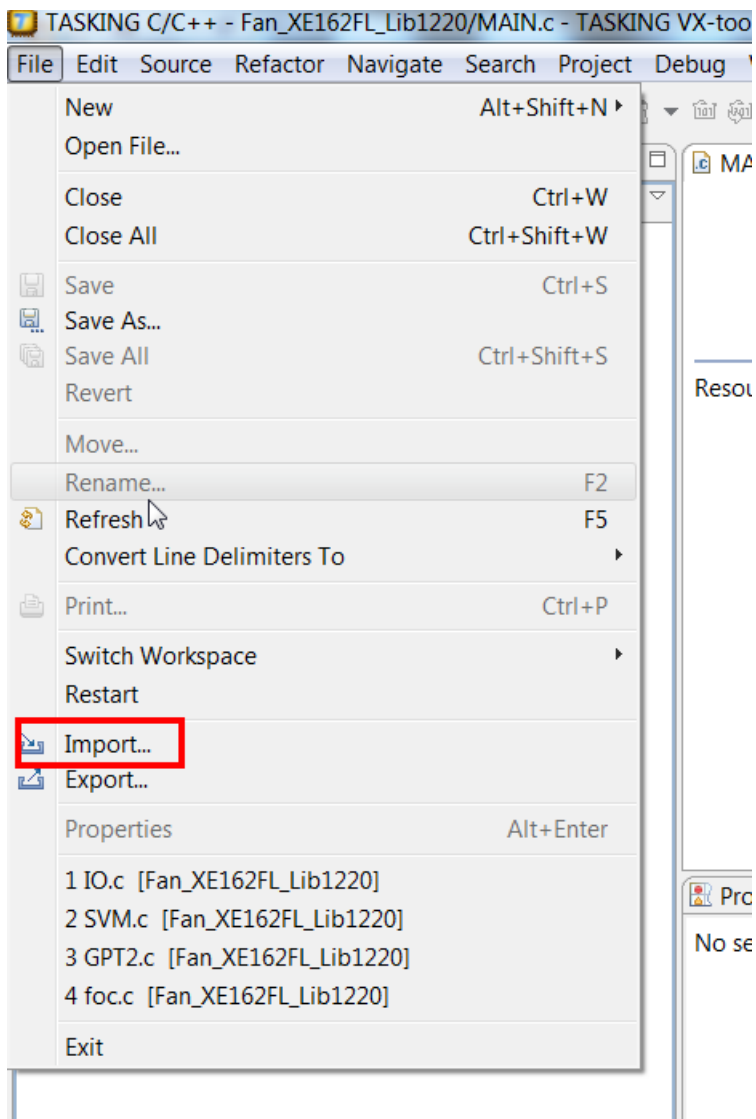 TASKING C/C++ - Fan_XE162FL_Lib1220/MAIN.c - TASKING VX-too
File Edit Source Refactor Navigate Search Project Debug
New Alt+Shift+N
Open File...
MA
Close Ctrl+W
Close All Ctrl+Shift+W
Save Ctrl+S
Save As...
Save All Ctrl+Shift+S
Revert
Resou
Move...
Rename... F2
Refresh F5
Convert Line Delimiters To
Print... Ctrl+P
Switch Workspace
Restart
Import...
Export...
Properties Alt+Enter
1 IO.c [Fan_XE162FL_Lib1220]
Pro
2 SVM.c [Fan_XE162FL_Lib1220]
No se
3 GPT2.c [Fan_XE162FL_Lib1220]
4 foc.c [Fan_XE162FL_Lib1220]
Exit